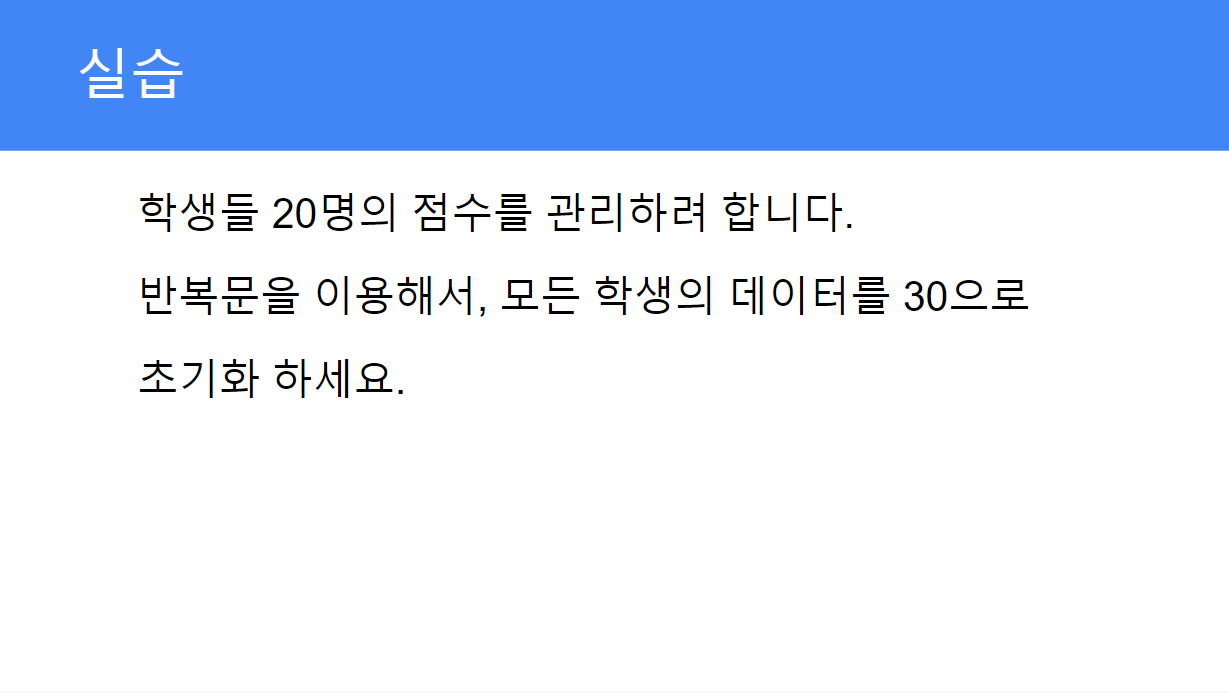 실습
학생들 20명의 점수를 관리하려 합니다.
반복문을 이용해서, 모든 학생의 데이터를 30으로
초기화 하세요.